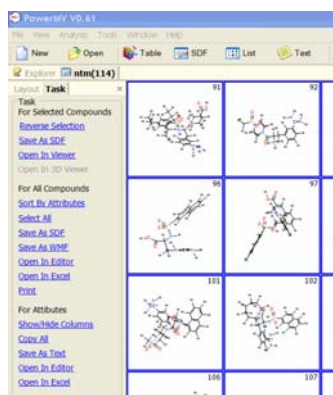 PowerMV V0.61
File View Analysis Tools Window Help
New Open Table SDF List Text
Explorer ntm(114)
Layout Task ×
Task
For Selected Compounds
Reverse Selection
Save As SDF
Open In Viewer
Open In 3D Viewer
For All Compounds
Sort By Attributes
Select All
Save As SDF
Save As WMF
Open In Editor
Open In Excel
Print
For Attibutes
Show/Hide Columns
Copy All
Save As Text
Open In Editor
Open In Excel
91 92
96 97
101 102
106 107